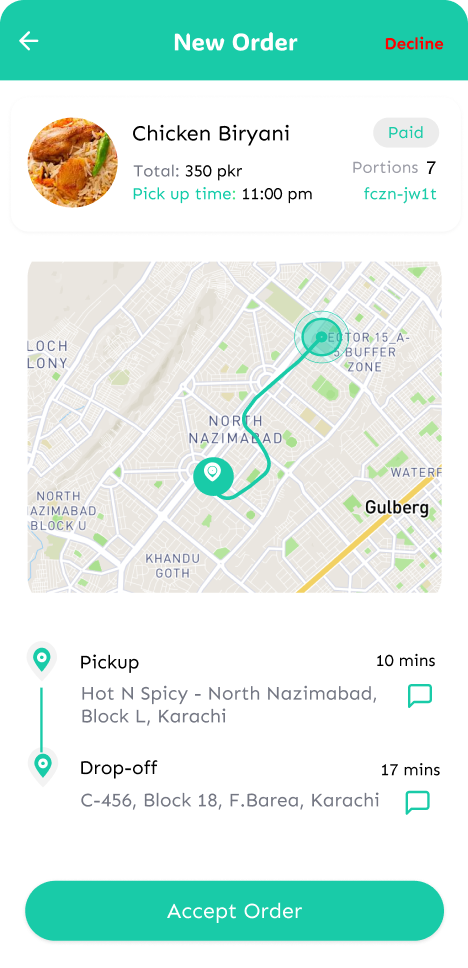 New Order
Decline
Chicken Biryani
Paid
Total: 350 pkr
Portions 7
Pick up time: 11:00 pm
fczn-jw1t
LOCH
LONY
SECTOR 15_A-
5 BUFFER
ZONE
NORTH
NAZIMABAD
WATERF
NORTH
AZIMABAD
BLOCK U
Gulberg
KHANDU
GOTH
Pickup
10 mins
Hot N Spicy - North Nazimabad,
Block L, Karachi
Drop-off
17 mins
C-456, Block 18, F.Barea, Karachi
Accept Order